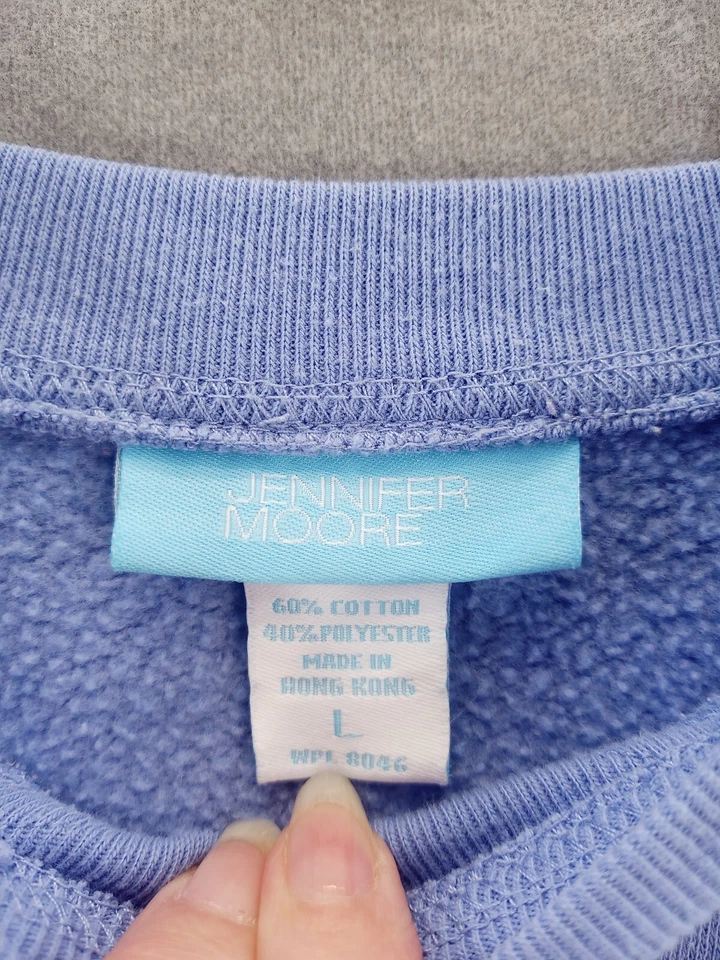 JENNIFER
MOORE
60% COTTON
40% POLYESTER
MADE IN
HONG KONG
L
WPL 8046